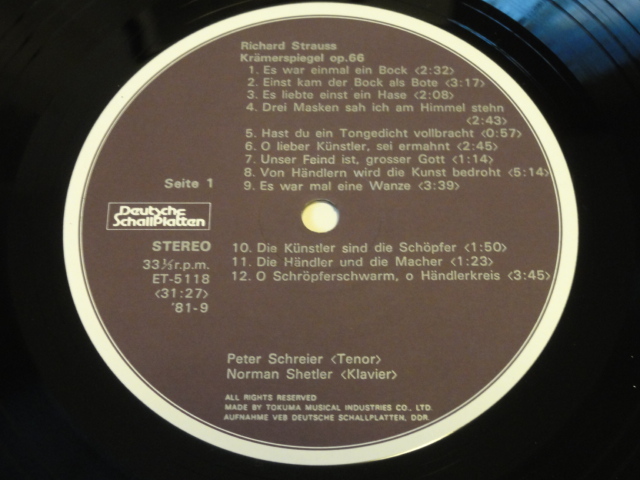 Richard Strauss
Krämerspiegel op.66
1. Es war einmal ein Bock <2:32>
2. Einst kam der Bock als Bote <3:17>
3. Es liebte einst ein Hase <2:08>
4. Drei Masken sah ich am Himmel stehn
<2:43>
5. Hast du ein Tongedicht vollbracht <0:57>
6. O lieber Künstler, sei ermahnt <2:45>
7. Unser Feind ist, grosser Gott <1:14>
8. Von Händlern wird die Kunst bedroht <5:14>
9. Es war mal eine Wanze <3:39>
Seite 1
Deutsche
SchallPlatten
STEREO
33⅓r.p.m.
ET-5118
<31:27>
'81-9
10. Die Künstler sind die Schöpfer <1:50>
11. Die Händler und die Macher <1:23>
12. O Schröpferschwarm, o Händlerkreis <3:45>
Peter Schreier <Tenor>
Norman Shetler <Klavier>
ALL RIGHTS RESERVED
MADE BY TOKUMA MUSICAL INDUSTRIES CO., LTD.
AUFNAHME VEB DEUTSCHE SCHALLPLATTEN, DDR.